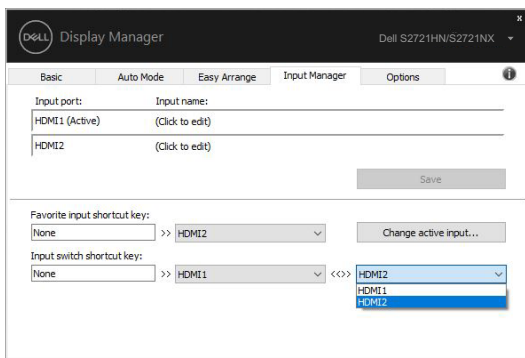 x
DELL Display Manager Dell S2721HN/S2721NX
Basic Auto Mode Easy Arrange Input Manager Options i
Input port: Input name:
HDMI1 (Active) (Click to edit)
HDMI2 (Click to edit)
Save
Favorite input shortcut key:
None >> HDMI2 Change active input...
Input switch shortcut key:
None >> HDMI1 <<>> HDMI2
HDMI1
HDMI2